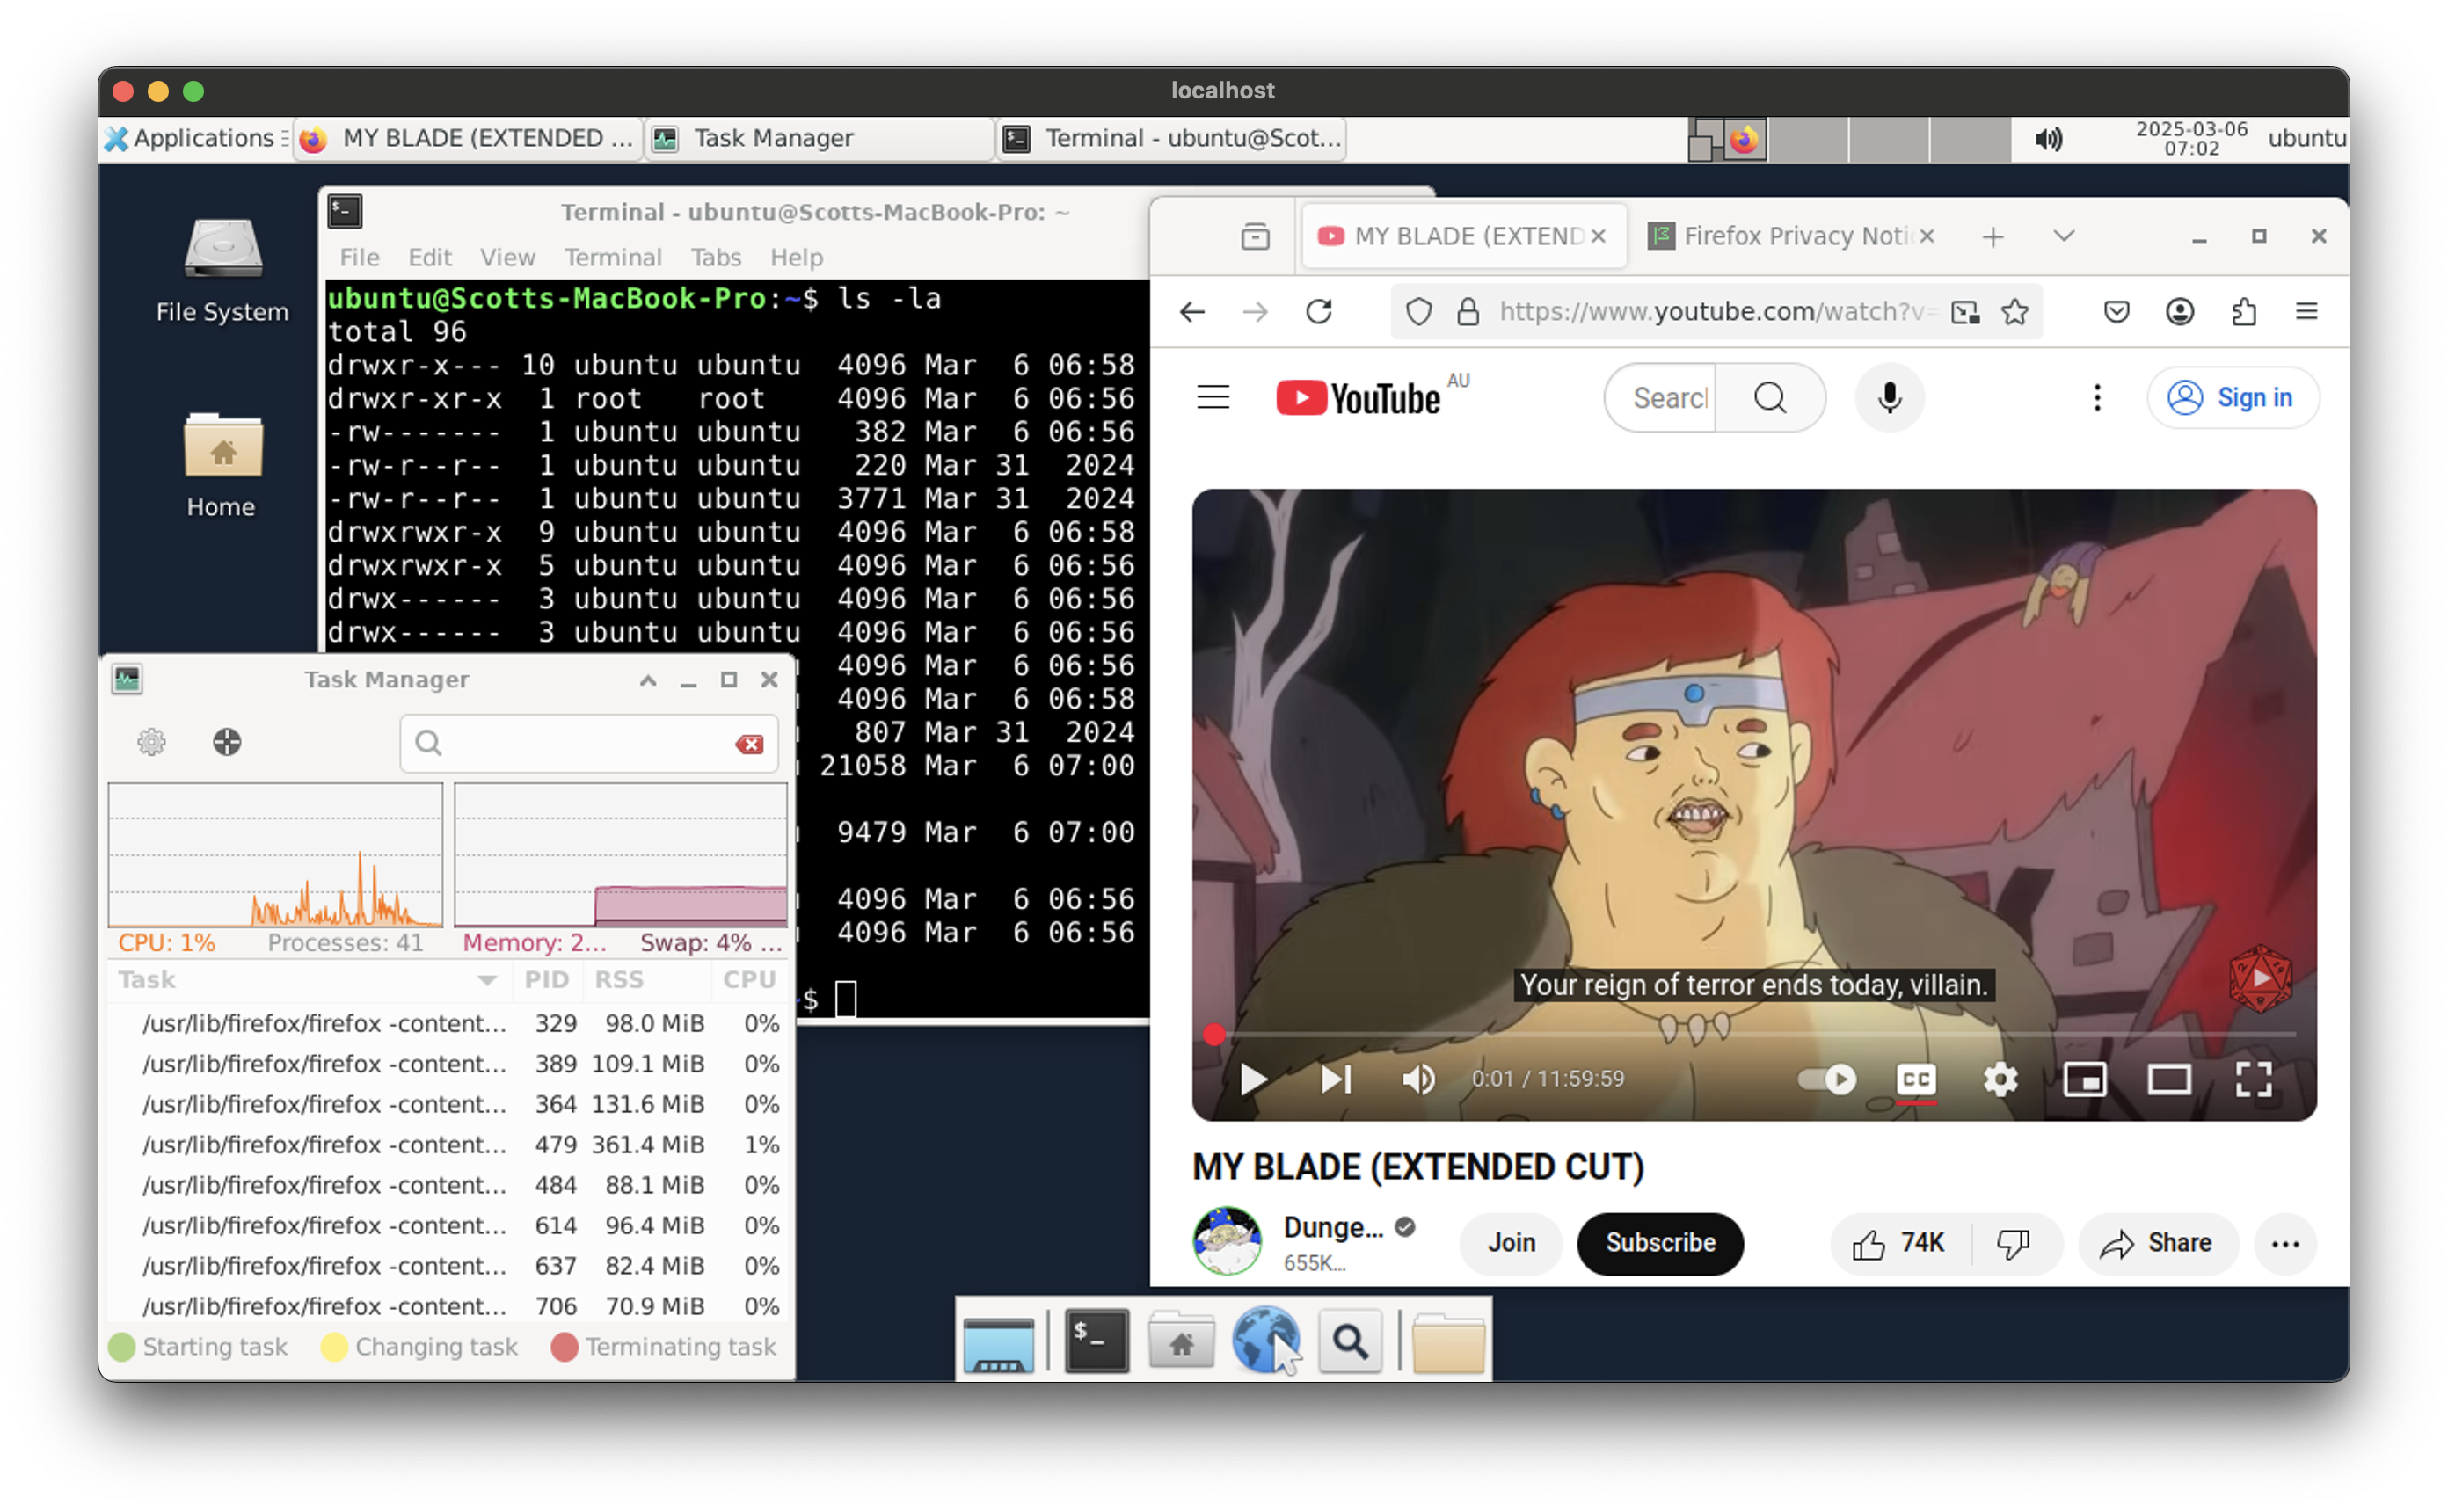 localhost
Applications
MY BLADE (EXTENDED ...
Task Manager
Terminal - ubuntu@Scot...
2025-03-06
07:02
ubuntu
File System
Home
Terminal - ubuntu@Scotts-MacBook-Pro: ~
File Edit View Terminal Tabs Help
ubuntu@Scotts-MacBook-Pro:~$ ls -la
total 96
drwxr-x--- 10 ubuntu ubuntu 4096 Mar 6 06:58
drwxr-xr-x 1 root root 4096 Mar 6 06:56
-rw------- 1 ubuntu ubuntu 382 Mar 6 06:56
-rw-r--r-- 1 ubuntu ubuntu 220 Mar 31 2024
-rw-r--r-- 1 ubuntu ubuntu 3771 Mar 31 2024
drwxrwxr-x 9 ubuntu ubuntu 4096 Mar 6 06:58
drwxrwxr-x 5 ubuntu ubuntu 4096 Mar 6 06:56
drwx------ 3 ubuntu ubuntu 4096 Mar 6 06:56
drwx------ 3 ubuntu ubuntu 4096 Mar 6 06:56
4096 Mar 6 06:56
4096 Mar 6 06:58
807 Mar 31 2024
21058 Mar 6 07:00
9479 Mar 6 07:00
4096 Mar 6 06:56
4096 Mar 6 06:56
$
Task Manager
CPU: 1% Processes: 41 Memory: 2... Swap: 4% ...
Task PID RSS CPU
/usr/lib/firefox/firefox -content... 329 98.0 MiB 0%
/usr/lib/firefox/firefox -content... 389 109.1 MiB 0%
/usr/lib/firefox/firefox -content... 364 131.6 MiB 0%
/usr/lib/firefox/firefox -content... 479 361.4 MiB 1%
/usr/lib/firefox/firefox -content... 484 88.1 MiB 0%
/usr/lib/firefox/firefox -content... 614 96.4 MiB 0%
/usr/lib/firefox/firefox -content... 637 82.4 MiB 0%
/usr/lib/firefox/firefox -content... 706 70.9 MiB 0%
Starting task Changing task Terminating task
MY BLADE (EXTEND
Firefox Privacy Noti
https://www.youtube.com/watch?v=
YouTube AU
Searcl
Sign in
Your reign of terror ends today, villain.
0:01 / 11:59:59
CC
MY BLADE (EXTENDED CUT)
Dunge...
655K...
Join
Subscribe
74K
Share
$_